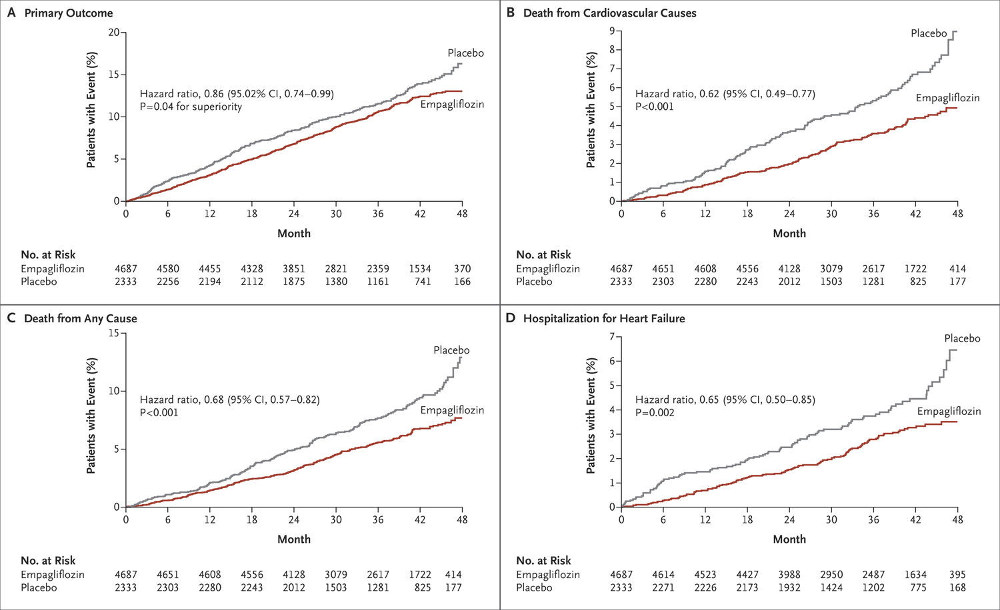 A Primary Outcome
Patients with Event (%)
20
15
10
5
0
Placebo
Hazard ratio, 0.86 (95.02% CI, 0.74–0.99)
P=0.04 for superiority
Empagliflozin
0 6 12 18 24 30 36 42 48
Month
No. at Risk
Empagliflozin 4687 4580 4455 4328 3851 2821 2359 1534 370
Placebo 2333 2256 2194 2112 1875 1380 1161 741 166
B Death from Cardiovascular Causes
Patients with Event (%)
9
8
7
6
5
4
3
2
1
0
Placebo
Hazard ratio, 0.62 (95% CI, 0.49–0.77)
P<0.001
Empagliflozin
0 6 12 18 24 30 36 42 48
Month
No. at Risk
Empagliflozin 4687 4651 4608 4556 4128 3079 2617 1722 414
Placebo 2333 2303 2280 2243 2012 1503 1281 825 177
C Death from Any Cause
Patients with Event (%)
15
10
5
0
Placebo
Hazard ratio, 0.68 (95% CI, 0.57–0.82)
P<0.001
Empagliflozin
0 6 12 18 24 30 36 42 48
Month
No. at Risk
Empagliflozin 4687 4651 4608 4556 4128 3079 2617 1722 414
Placebo 2333 2303 2280 2243 2012 1503 1281 825 177
D Hospitalization for Heart Failure
Patients with Event (%)
7
6
5
4
3
2
1
0
Placebo
Hazard ratio, 0.65 (95% CI, 0.50–0.85)
P=0.002
Empagliflozin
0 6 12 18 24 30 36 42 48
Month
No. at Risk
Empagliflozin 4687 4614 4523 4427 3988 2950 2487 1634 395
Placebo 2333 2271 2226 2173 1932 1424 1202 775 168